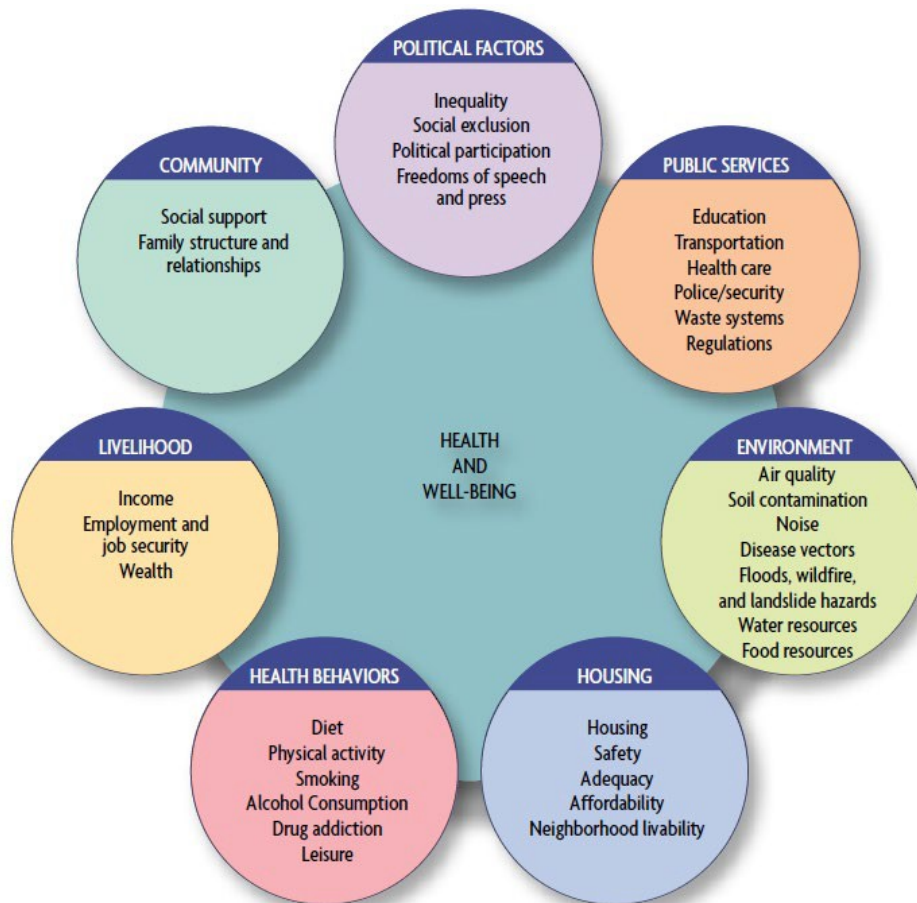 POLITICAL FACTORS
Inequality
Social exclusion
Political participation
Freedoms of speech
and press
COMMUNITY
Social support
Family structure and
relationships
PUBLIC SERVICES
Education
Transportation
Health care
Police/security
Waste systems
Regulations
HEALTH
AND
WELL-BEING
LIVELIHOOD
Income
Employment and
job security
Wealth
ENVIRONMENT
Air quality
Soil contamination
Noise
Disease vectors
Floods, wildfire,
and landslide hazards
Water resources
Food resources
HEALTH BEHAVIORS
Diet
Physical activity
Smoking
Alcohol Consumption
Drug addiction
Leisure
HOUSING
Housing
Safety
Adequacy
Affordability
Neighborhood livability